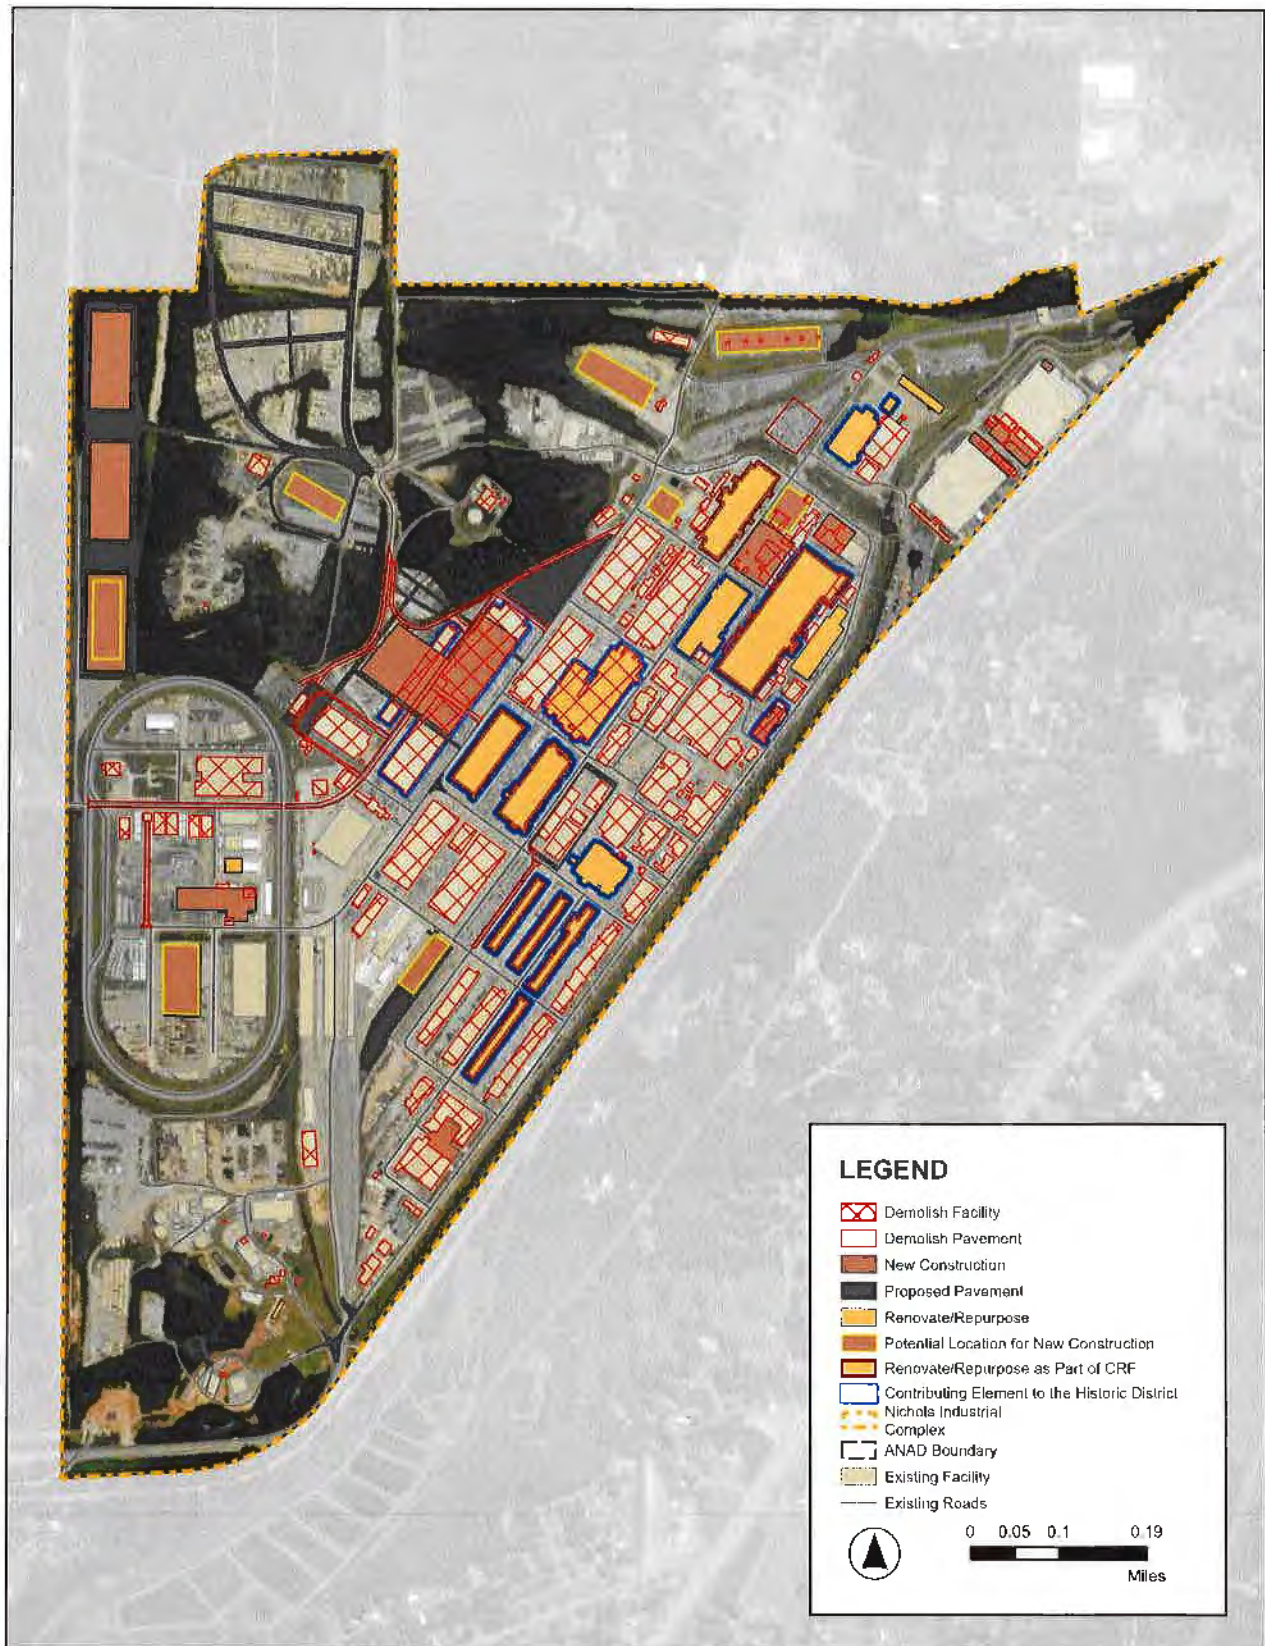 LEGEND
Demolish Facility
Demolish Pavement
New Construction
Proposed Pavement
Renovate/Repurpose
Potential Location for New Construction
Renovate/Repurpose as Part of CRF
Contributing Element to the Historic District
Nichols Industrial
Complex
ANAD Boundary
Existing Facility
Existing Roads
0 0.05 0.1 0.19
Miles